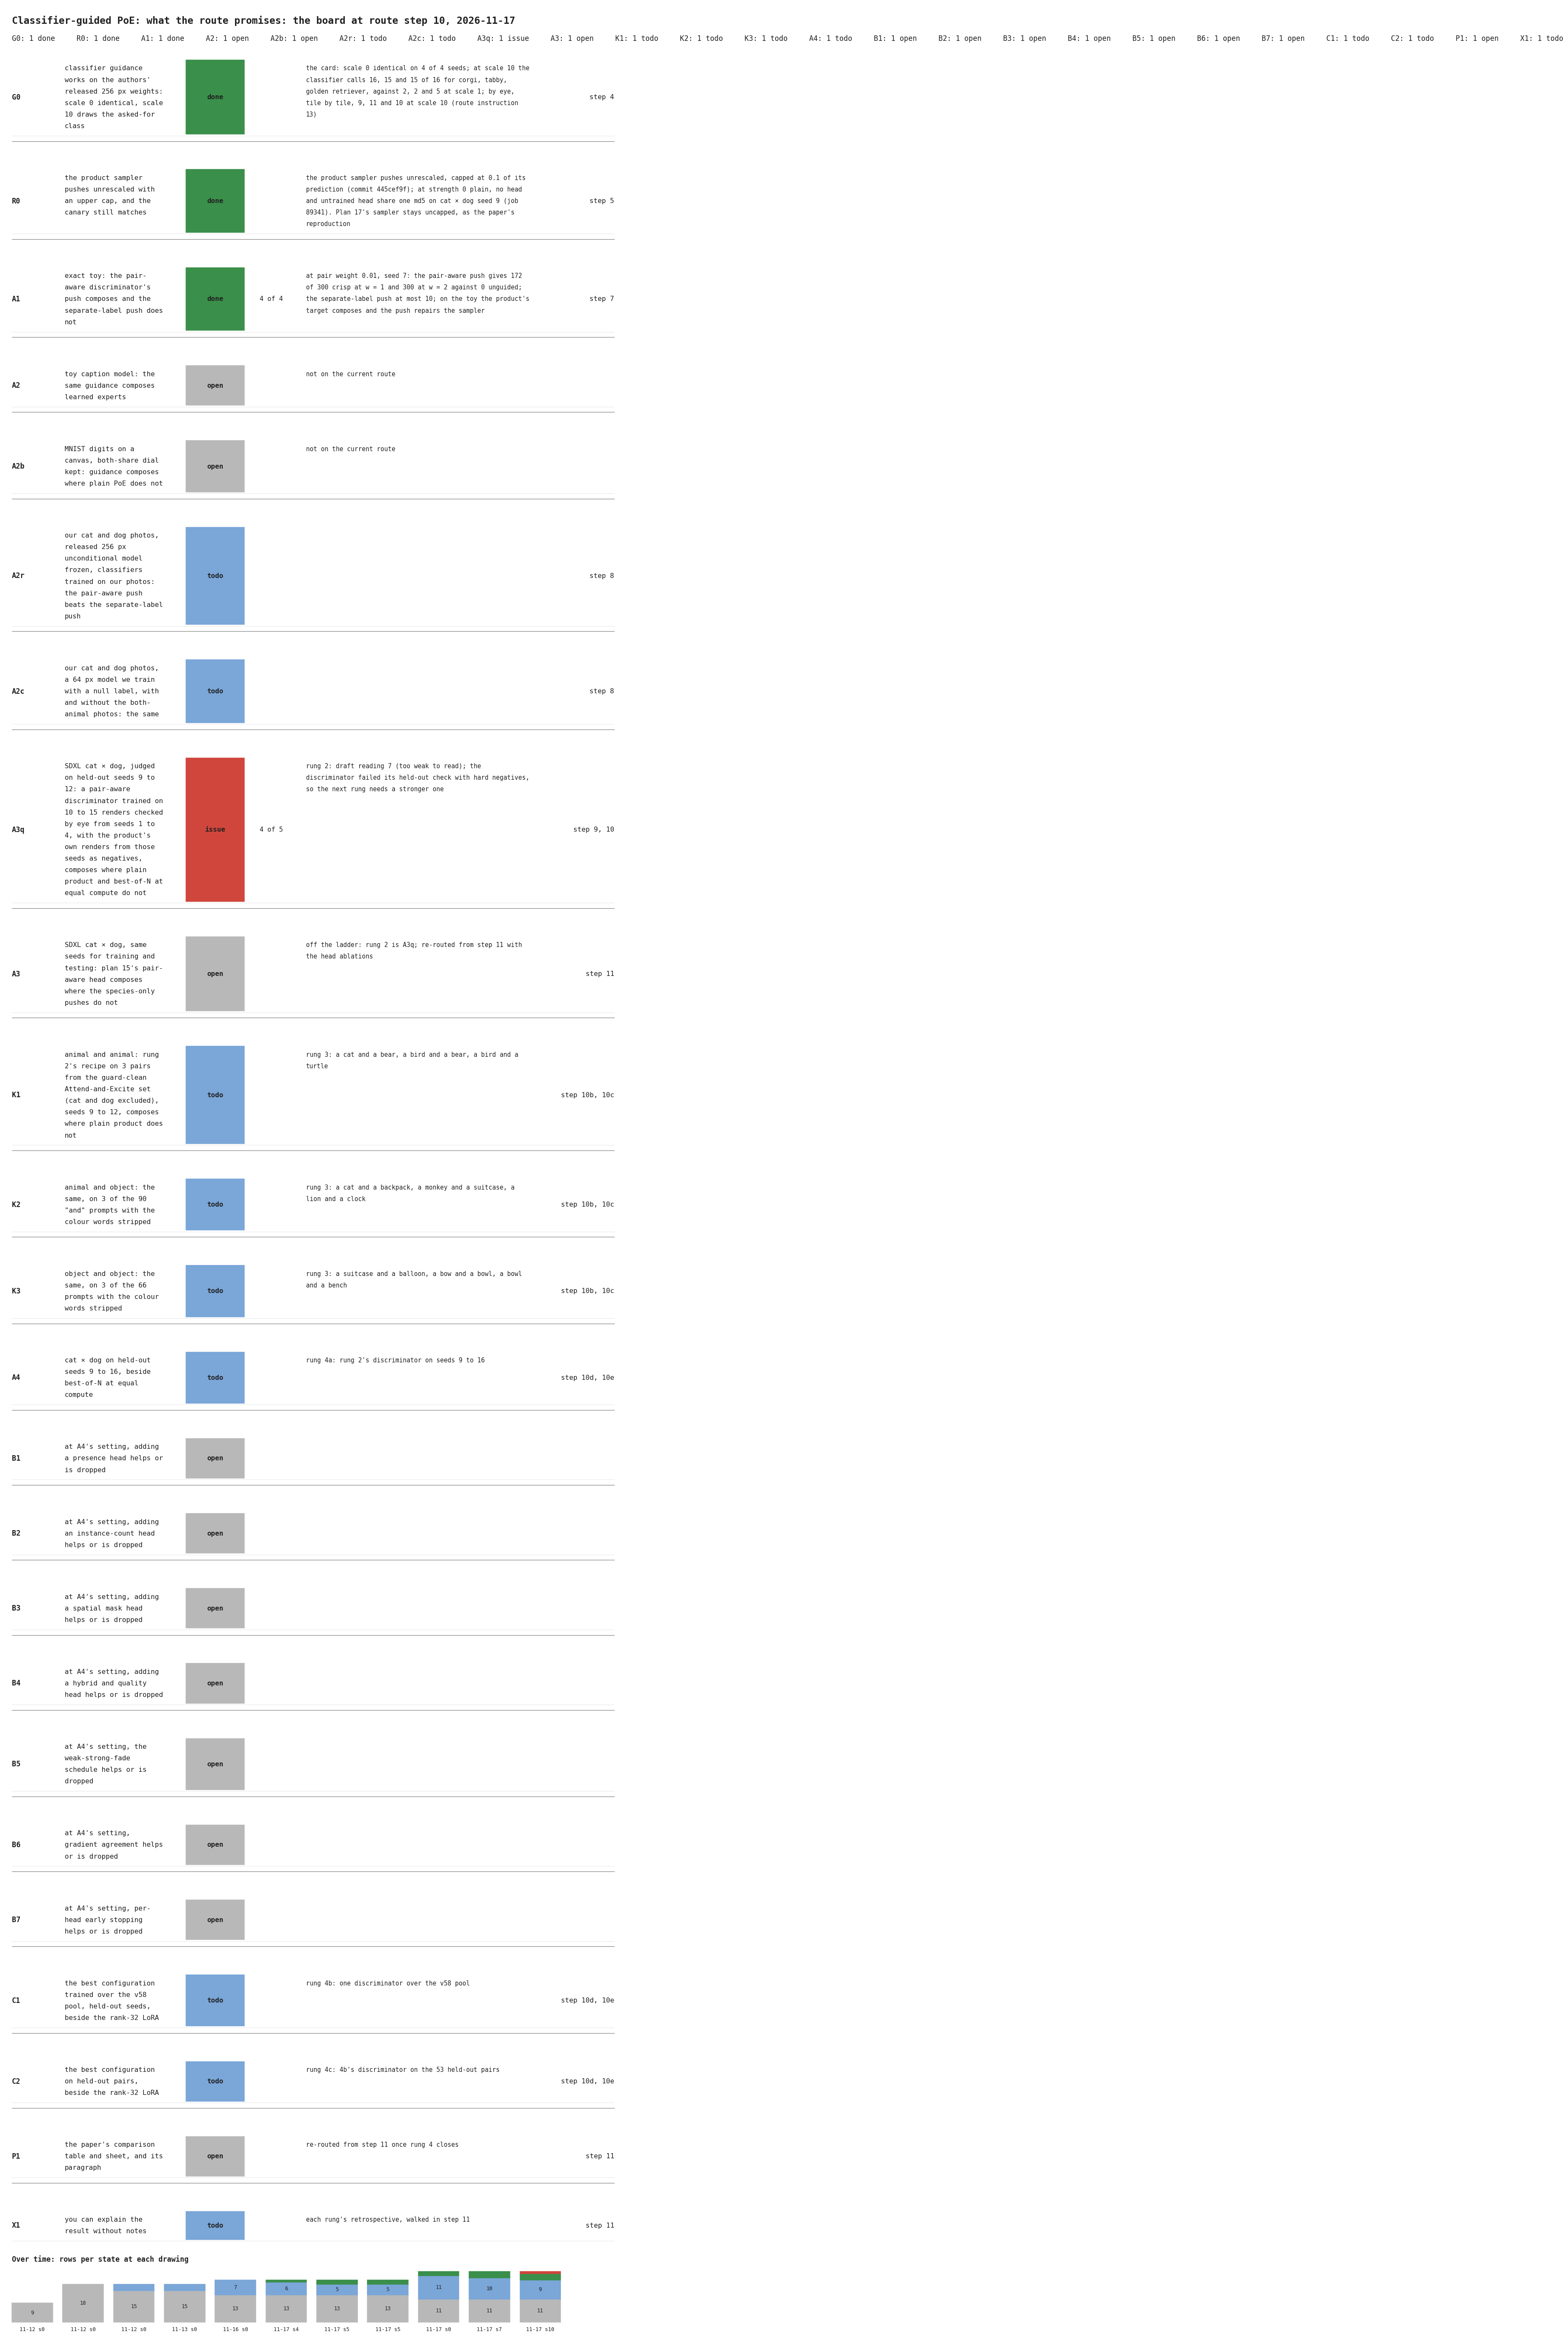 Classifier-guided PoE: what the route promises: the board at route step 10, 2026-11-17
G0: 1 done R0: 1 done A1: 1 done A2: 1 open A2b: 1 open A2r: 1 todo A2c: 1 todo A3q: 1 issue A3: 1 open K1: 1 todo K2: 1 todo K3: 1 todo A4: 1 todo B1: 1 open B2: 1 open B3: 1 open B4: 1 open B5: 1 open B6: 1 open B7: 1 open C1: 1 todo C2: 1 todo P1: 1 open X1: 1 todo
G0
classifier guidance
works on the authors'
released 256 px weights:
scale 0 identical, scale
10 draws the asked-for
class
done
the card: scale 0 identical on 4 of 4 seeds; at scale 10 the
classifier calls 16, 15 and 15 of 16 for corgi, tabby,
golden retriever, against 2, 2 and 5 at scale 1; by eye,
tile by tile, 9, 11 and 10 at scale 10 (route instruction
13)
step 4
R0
the product sampler
pushes unrescaled with
an upper cap, and the
canary still matches
done
the product sampler pushes unrescaled, capped at 0.1 of its
prediction (commit 445cef9f); at strength 0 plain, no head
and untrained head share one md5 on cat × dog seed 9 (job
89341). Plan 17's sampler stays uncapped, as the paper's
reproduction
step 5
A1
exact toy: the pair-
aware discriminator's
push composes and the
separate-label push does
not
done
4 of 4
at pair weight 0.01, seed 7: the pair-aware push gives 172
of 300 crisp at w = 1 and 300 at w = 2 against 0 unguided;
the separate-label push at most 10; on the toy the product's
target composes and the push repairs the sampler
step 7
A2
toy caption model: the
same guidance composes
learned experts
open
not on the current route
A2b
MNIST digits on a
canvas, both-share dial
kept: guidance composes
where plain PoE does not
open
not on the current route
A2r
our cat and dog photos,
released 256 px
unconditional model
frozen, classifiers
trained on our photos:
the pair-aware push
beats the separate-label
push
todo
step 8
A2c
our cat and dog photos,
a 64 px model we train
with a null label, with
and without the both-
animal photos: the same
todo
step 8
A3q
SDXL cat × dog, judged
on held-out seeds 9 to
12: a pair-aware
discriminator trained on
10 to 15 renders checked
by eye from seeds 1 to
4, with the product's
own renders from those
seeds as negatives,
composes where plain
product and best-of-N at
equal compute do not
issue
4 of 5
rung 2: draft reading 7 (too weak to read); the
discriminator failed its held-out check with hard negatives,
so the next rung needs a stronger one
step 9, 10
A3
SDXL cat × dog, same
seeds for training and
testing: plan 15's pair-
aware head composes
where the species-only
pushes do not
open
off the ladder: rung 2 is A3q; re-routed from step 11 with
the head ablations
step 11
K1
animal and animal: rung
2's recipe on 3 pairs
from the guard-clean
Attend-and-Excite set
(cat and dog excluded),
seeds 9 to 12, composes
where plain product does
not
todo
rung 3: a cat and a bear, a bird and a bear, a bird and a
turtle
step 10b, 10c
K2
animal and object: the
same, on 3 of the 90
"and" prompts with the
colour words stripped
todo
rung 3: a cat and a backpack, a monkey and a suitcase, a
lion and a clock
step 10b, 10c
K3
object and object: the
same, on 3 of the 66
prompts with the colour
words stripped
todo
rung 3: a suitcase and a balloon, a bow and a bowl, a bowl
and a bench
step 10b, 10c
A4
cat × dog on held-out
seeds 9 to 16, beside
best-of-N at equal
compute
todo
rung 4a: rung 2's discriminator on seeds 9 to 16
step 10d, 10e
B1
at A4's setting, adding
a presence head helps or
is dropped
open
B2
at A4's setting, adding
an instance-count head
helps or is dropped
open
B3
at A4's setting, adding
a spatial mask head
helps or is dropped
open
B4
at A4's setting, adding
a hybrid and quality
head helps or is dropped
open
B5
at A4's setting, the
weak-strong-fade
schedule helps or is
dropped
open
B6
at A4's setting,
gradient agreement helps
or is dropped
open
B7
at A4's setting, per-
head early stopping
helps or is dropped
open
C1
the best configuration
trained over the v58
pool, held-out seeds,
beside the rank-32 LoRA
todo
rung 4b: one discriminator over the v58 pool
step 10d, 10e
C2
the best configuration
on held-out pairs,
beside the rank-32 LoRA
todo
rung 4c: 4b's discriminator on the 53 held-out pairs
step 10d, 10e
P1
the paper's comparison
table and sheet, and its
paragraph
open
re-routed from step 11 once rung 4 closes
step 11
X1
you can explain the
result without notes
todo
each rung's retrospective, walked in step 11
step 11
Over time: rows per state at each drawing
7 6 5 5 11 10 9
9 18 15 15 13 13 13 13 11 11 11
11-12 s0 11-12 s0 11-12 s0 11-13 s0 11-16 s0 11-17 s4 11-17 s5 11-17 s5 11-17 s0 11-17 s7 11-17 s10